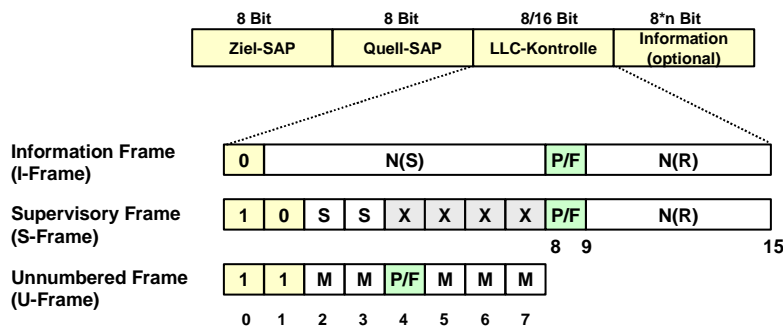 8 Bit 8 Bit 8/16 Bit 8*n Bit
Ziel-SAP Quell-SAP LLC-Kontrolle Information
(optional)
Information Frame
(I-Frame)
0 N(S) P/F N(R)
Supervisory Frame
(S-Frame)
1 0 S S X X X X P/F N(R)
8 9 15
Unnumbered Frame
(U-Frame)
1 1 M M P/F M M M
0 1 2 3 4 5 6 7